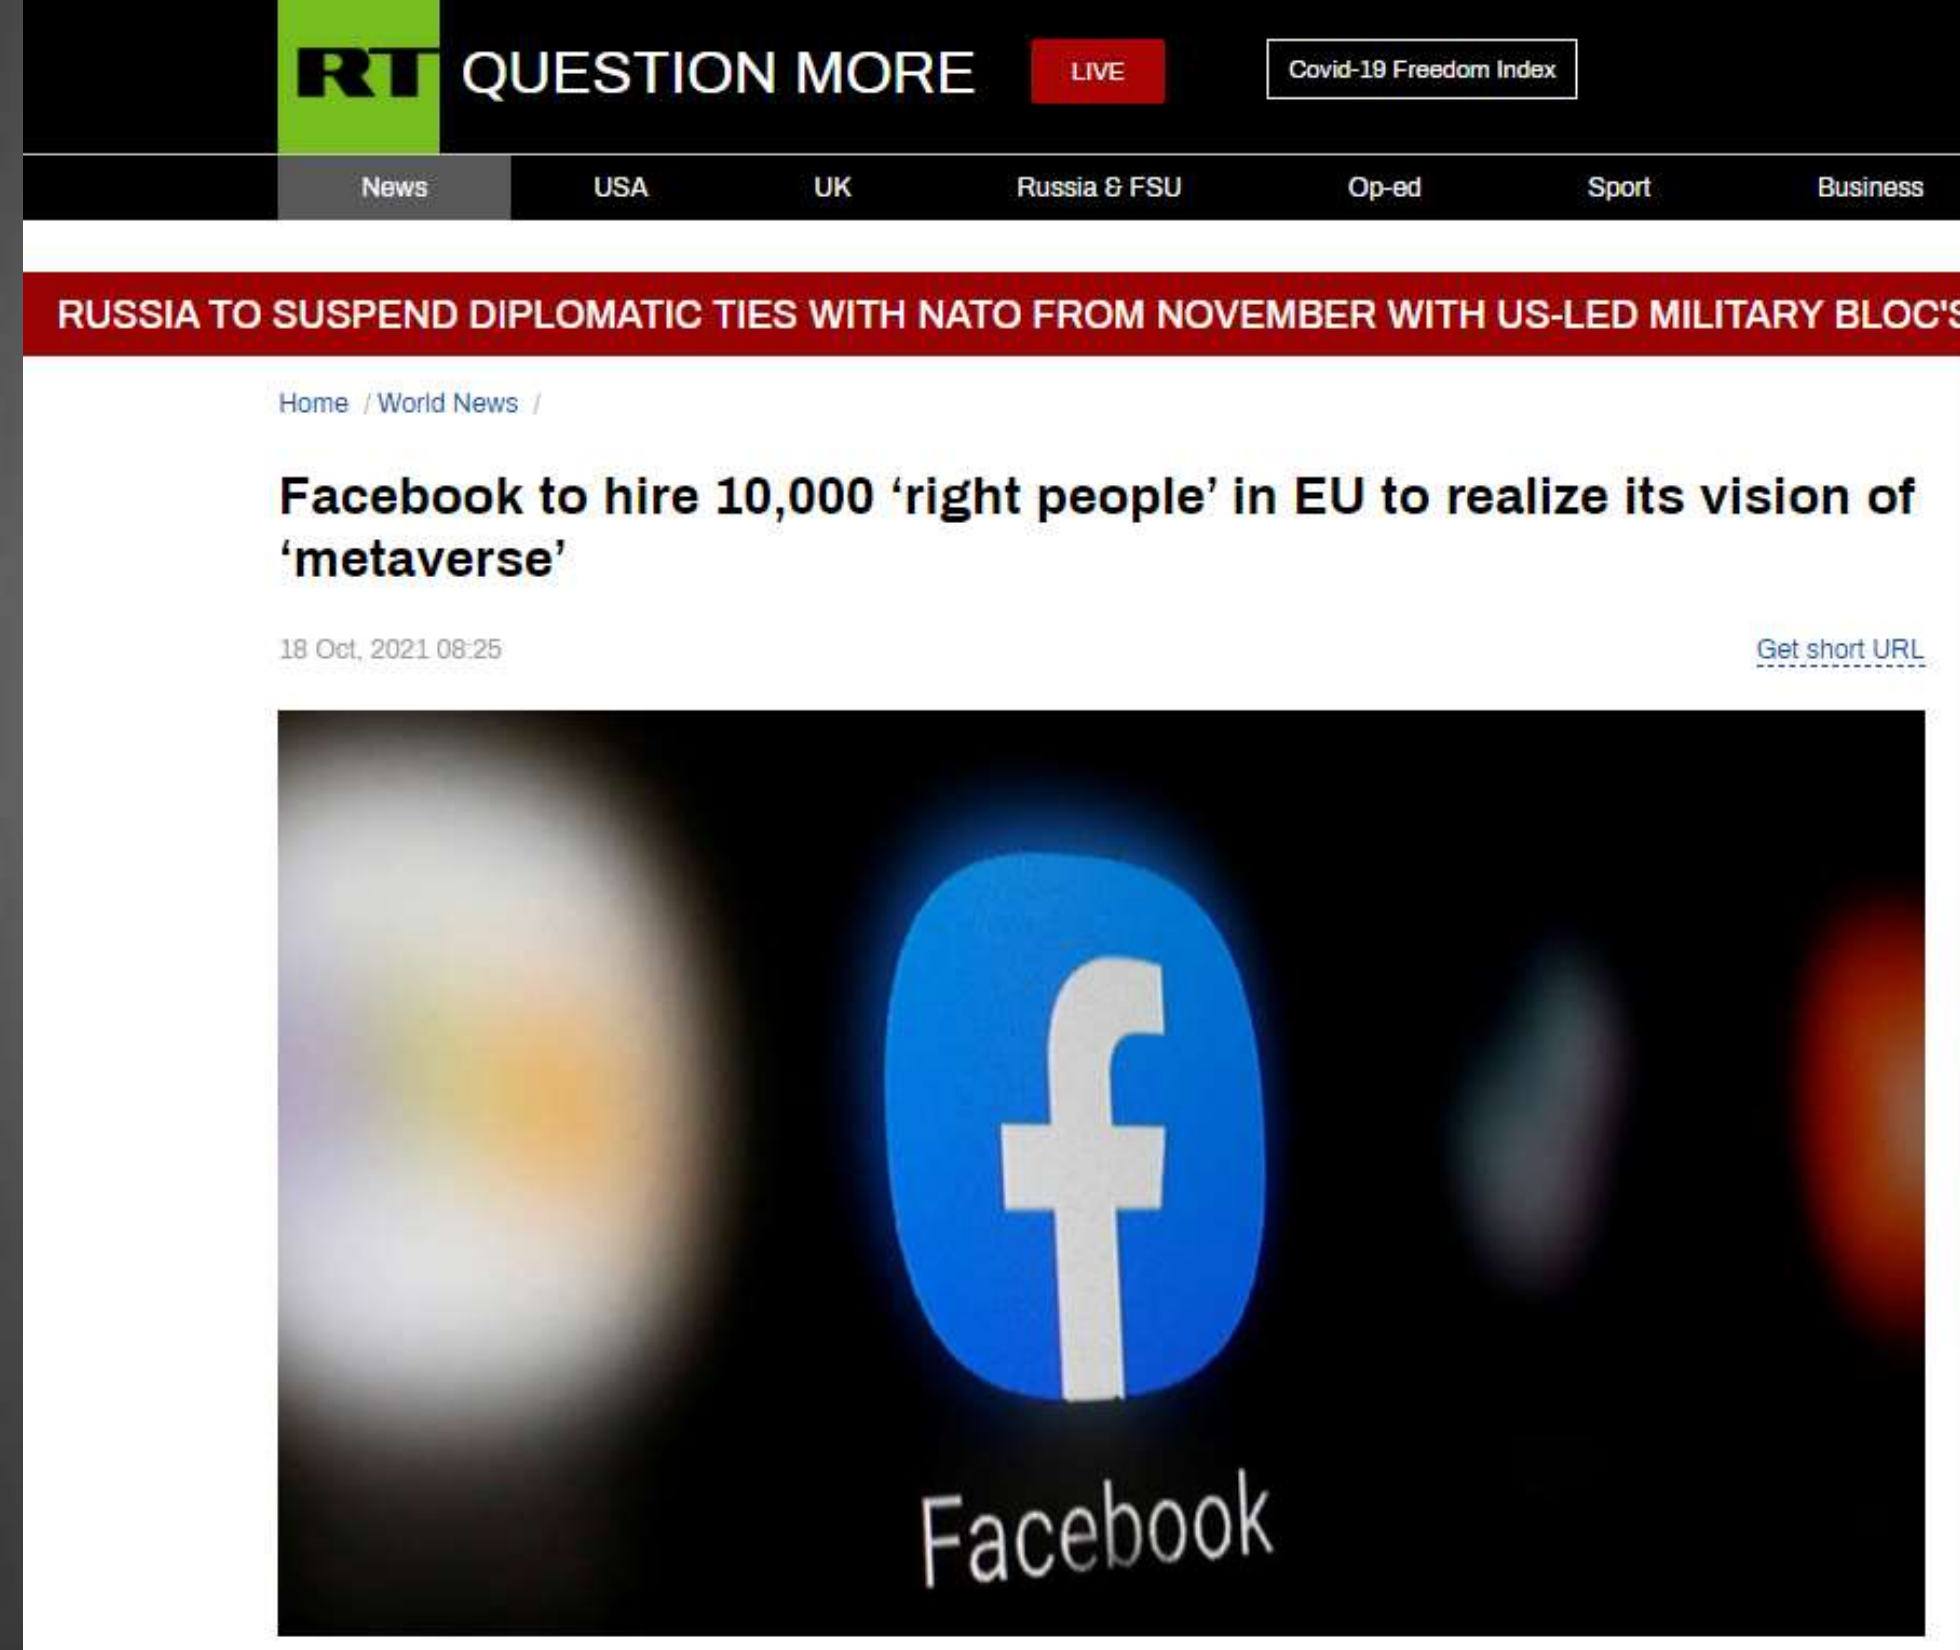 RT QUESTION MORE LIVE Covid-19 Freedom Index
News USA UK Russia & FSU Op-ed Sport Business
RUSSIA TO SUSPEND DIPLOMATIC TIES WITH NATO FROM NOVEMBER WITH US-LED MILITARY BLOC'S
Home / World News /
Facebook to hire 10,000 ‘right people’ in EU to realize its vision of
‘metaverse’
18 Oct, 2021 08:25 Get short URL
f
Facebook